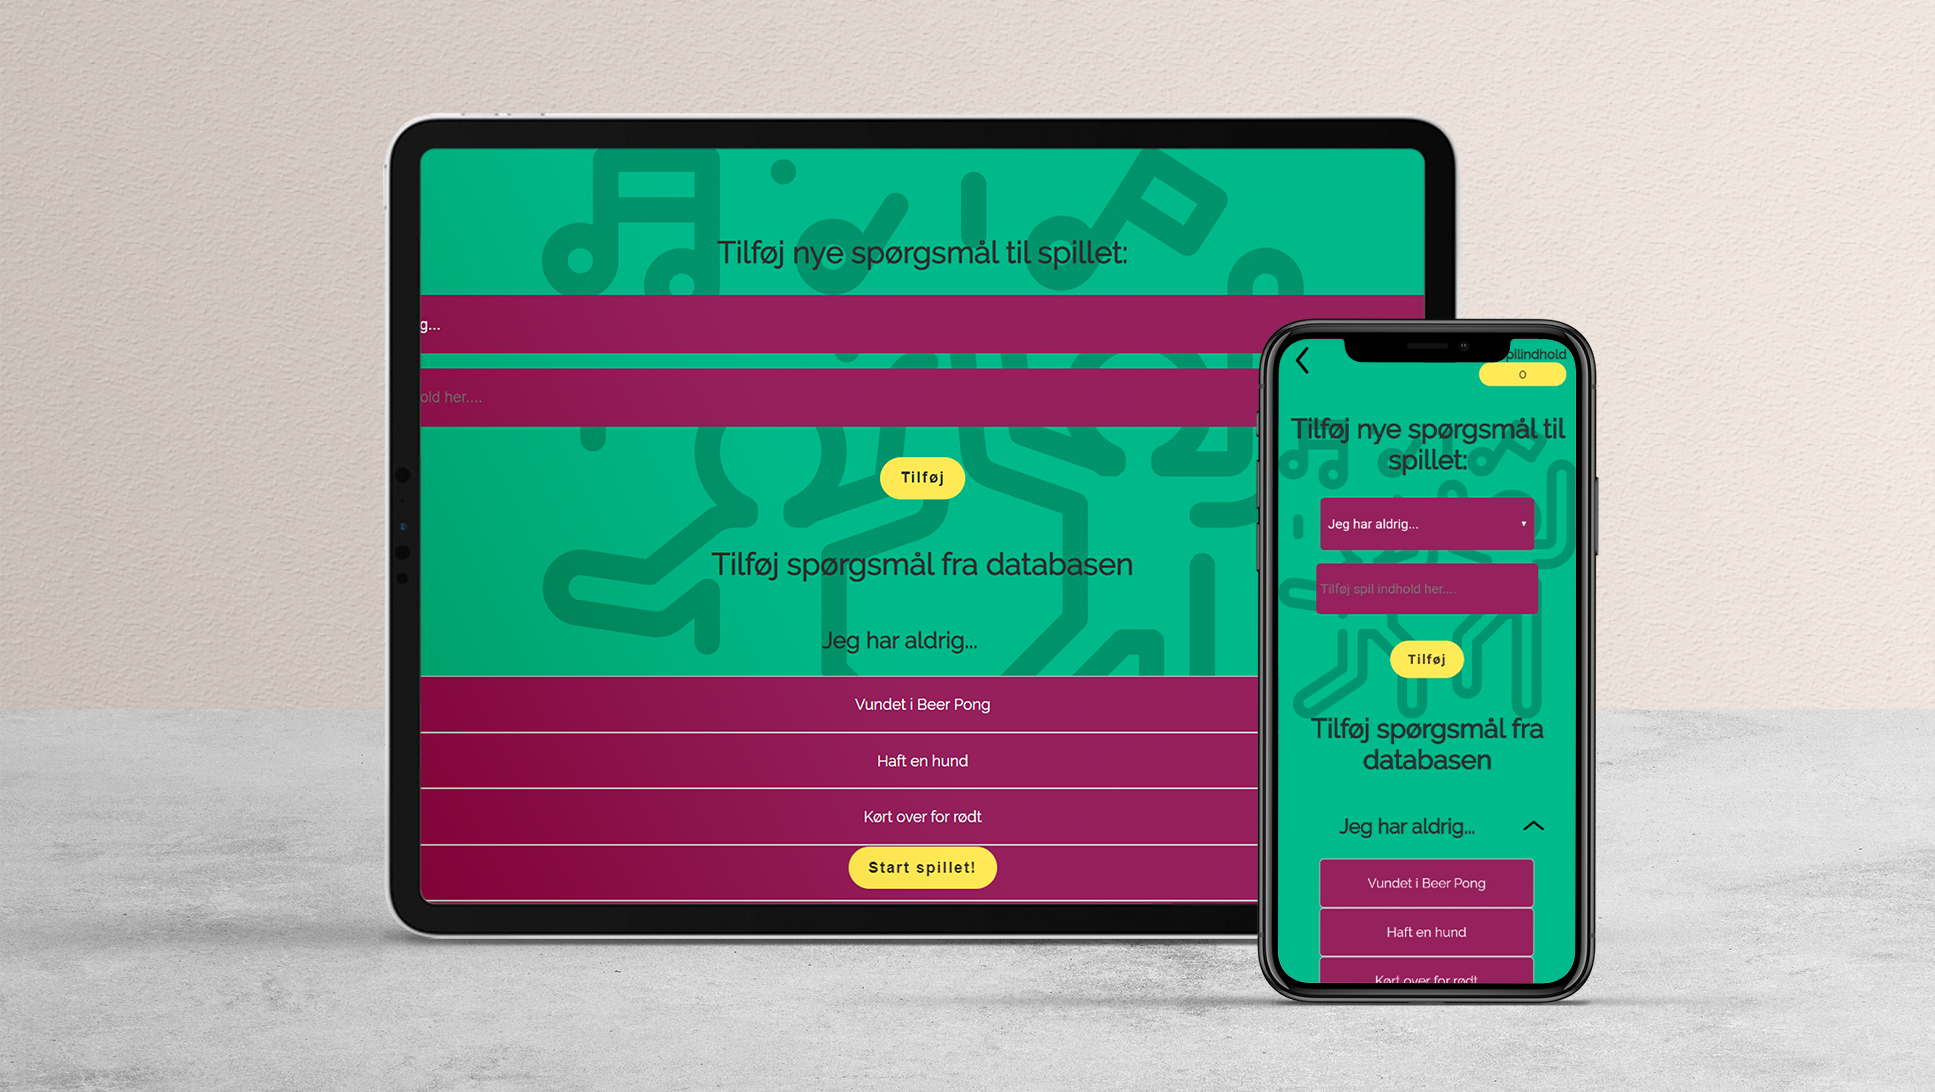 Tilføj nye spørgsmål til spillet:
g...
old her....
Tilføj
Tilføj spørgsmål fra databasen
Jeg har aldrig...
Vundet i Beer Pong
Haft en hund
Kørt over for rødt
Start spillet!
pilindhold
0
Tilføj nye spørgsmål til
spillet:
Jeg har aldrig...
Tilføj spil indhold her....
Tilføj
Tilføj spørgsmål fra
databasen
Jeg har aldrig...
Vundet i Beer Pong
Haft en hund
Kørt over for rødt